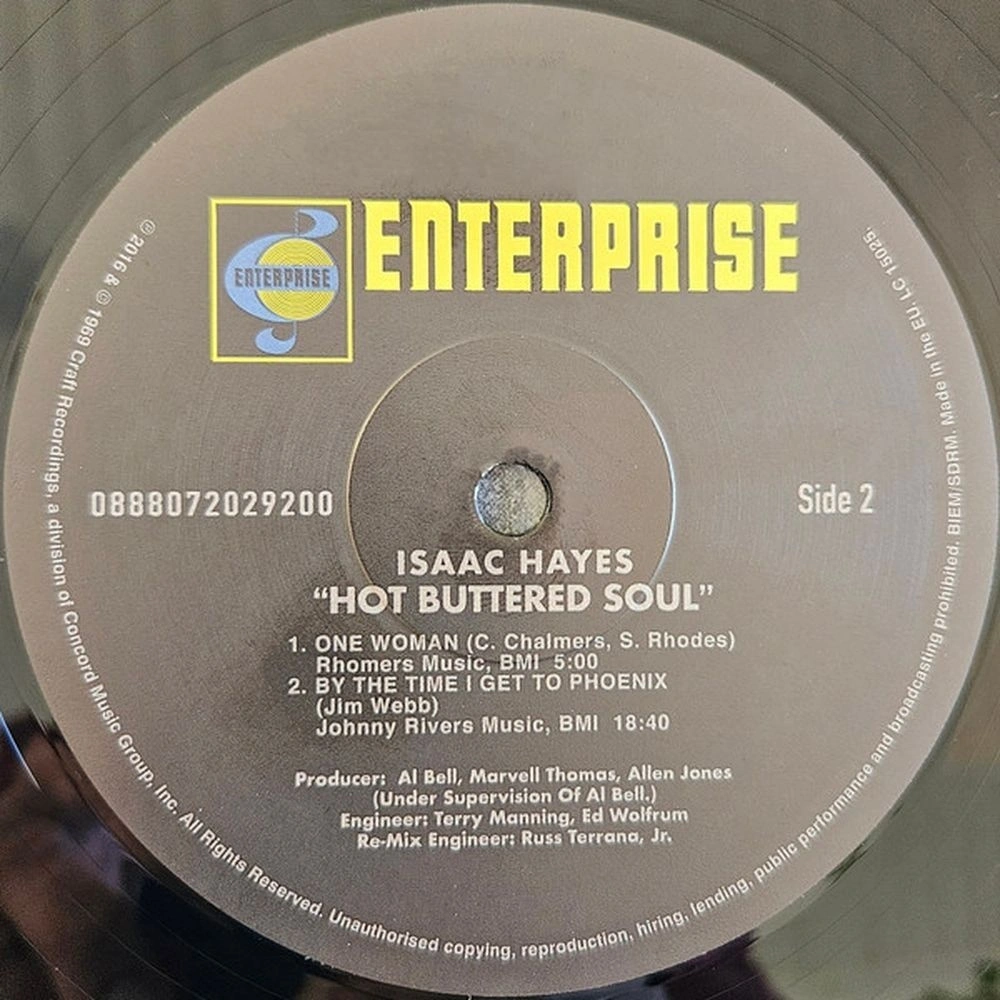 ENTERPRISE
ENTERPRISE
0888072029200
Side 2
ISAAC HAYES
“HOT BUTTERED SOUL”
1. ONE WOMAN (C. Chalmers, S. Rhodes)
Rhomers Music, BMI 5:00
2. BY THE TIME I GET TO PHOENIX
(Jim Webb)
Johnny Rivers Music, BMI 18:40
Producer: Al Bell, Marvell Thomas, Allen Jones
(Under Supervision Of Al Bell.)
Engineer: Terry Manning, Ed Wolfrum
Re-Mix Engineer: Russ Terrana, Jr.
℗ 2016 & © 1969 Craft Recordings, a division of Concord Music Group, Inc. All Rights Reserved. Unauthorised copying, reproduction, hiring, lending, public performance and broadcasting prohibited. BIEM/SDRM. Made in the EU. LC 15025.